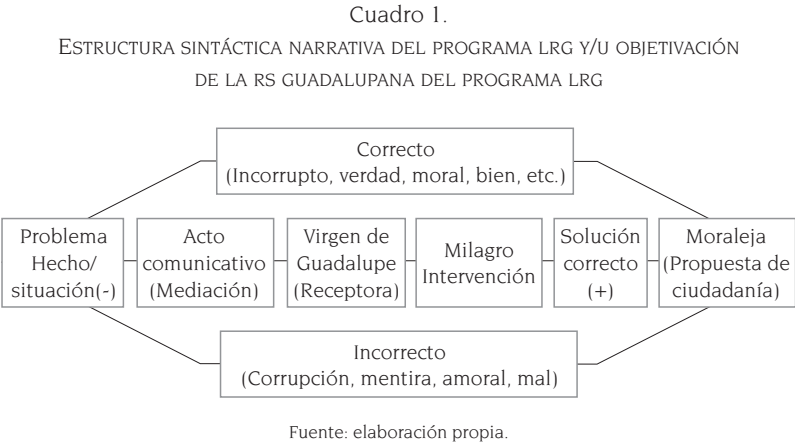 Cuadro 1.
ESTRUCTURA SINTÁCTICA NARRATIVA DEL PROGRAMA LRG Y/U OBJETIVACIÓN
DE LA RS GUADALUPANA DEL PROGRAMA LRG
Correcto
(Incorrupto, verdad, moral, bien, etc.)
Problema
Hecho/
situación(-)
Acto
comunicativo
(Mediación)
Virgen de
Guadalupe
(Receptora)
Milagro
Intervención
Solución
correcto
(+)
Moraleja
(Propuesta de
ciudadanía)
Incorrecto
(Corrupción, mentira, amoral, mal)
Fuente: elaboración propia.